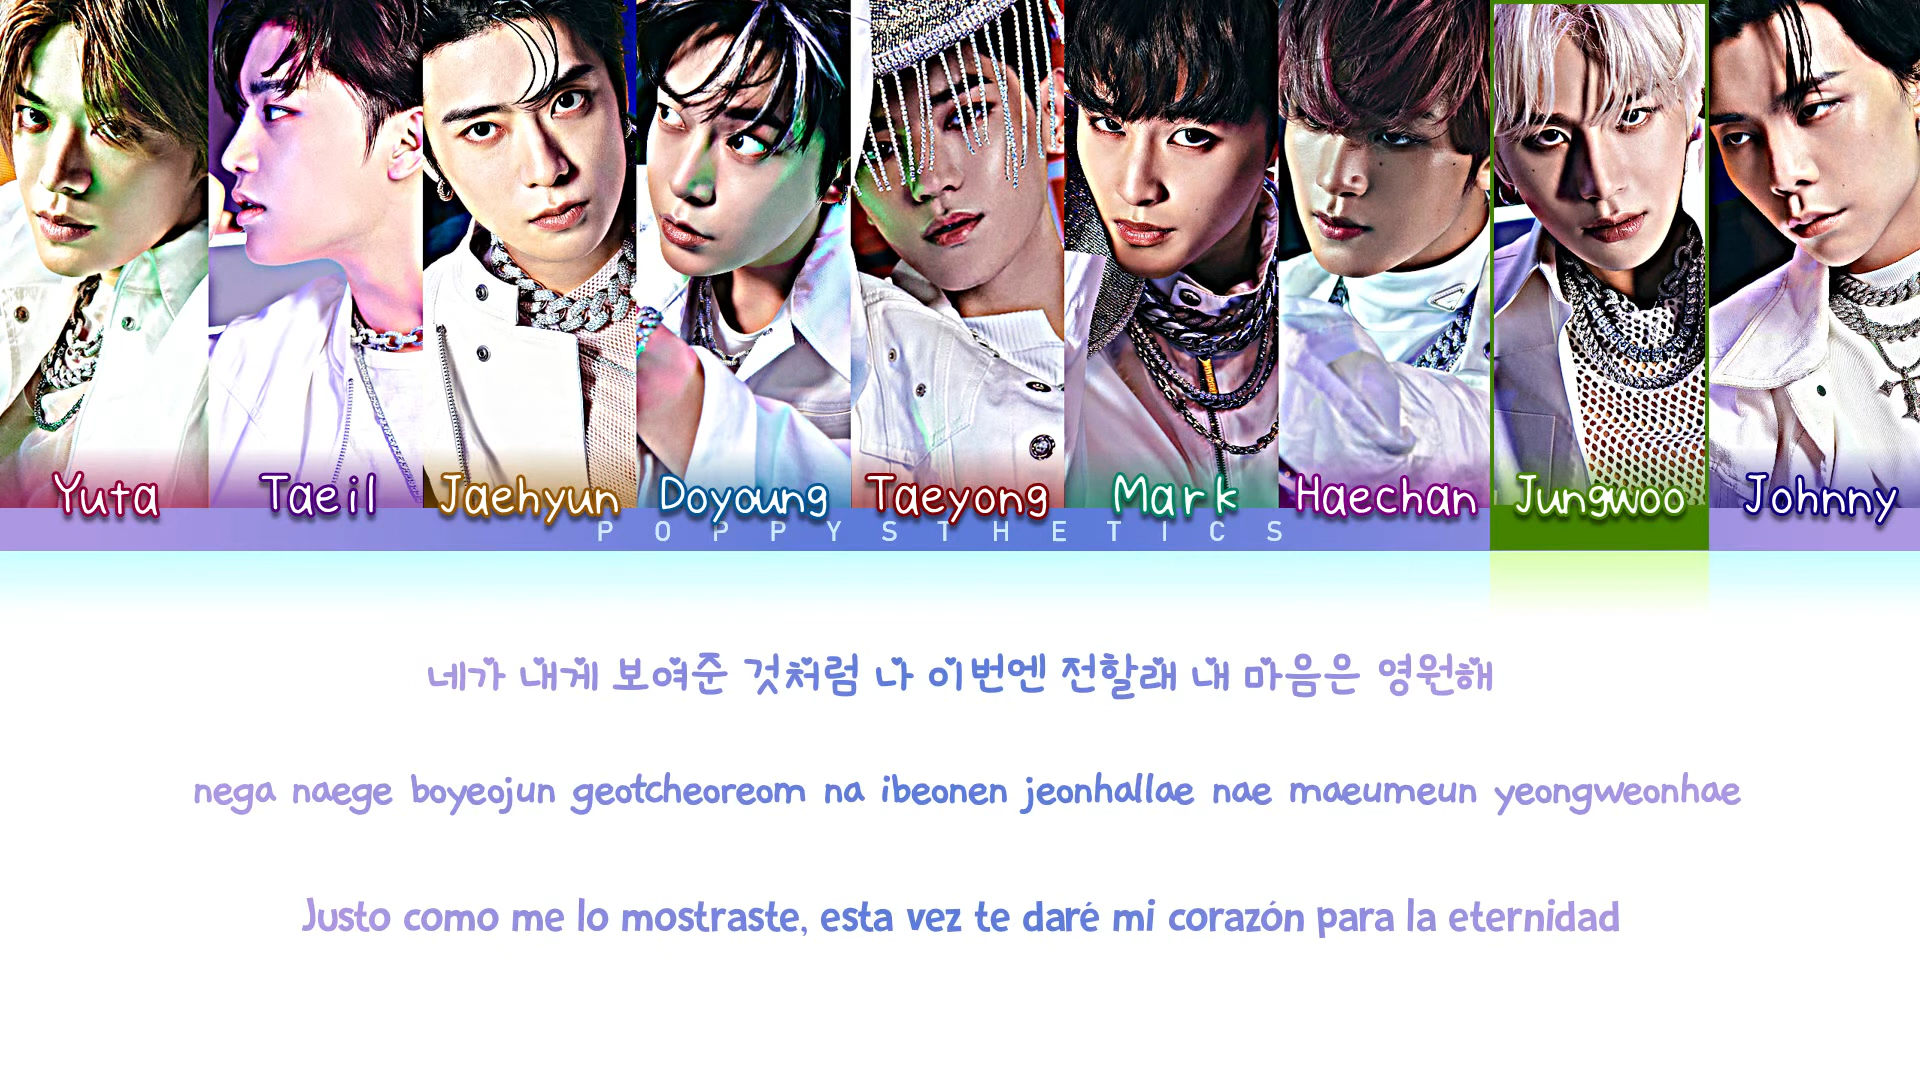 Yuta Taeil Jaehyun Doyoung Taeyong Mark Haechan Jungwoo Johnny
POPPYSTHETICS
네가 내게 보여준 것처럼 나 이번엔 전할래 내 마음은 영원해
nega naege boyeojun geotcheoreom na ibeonen jeonhallae nae maeumeun yeongweonhae
Justo como me lo mostraste, esta vez te daré mi corazón para la eternidad